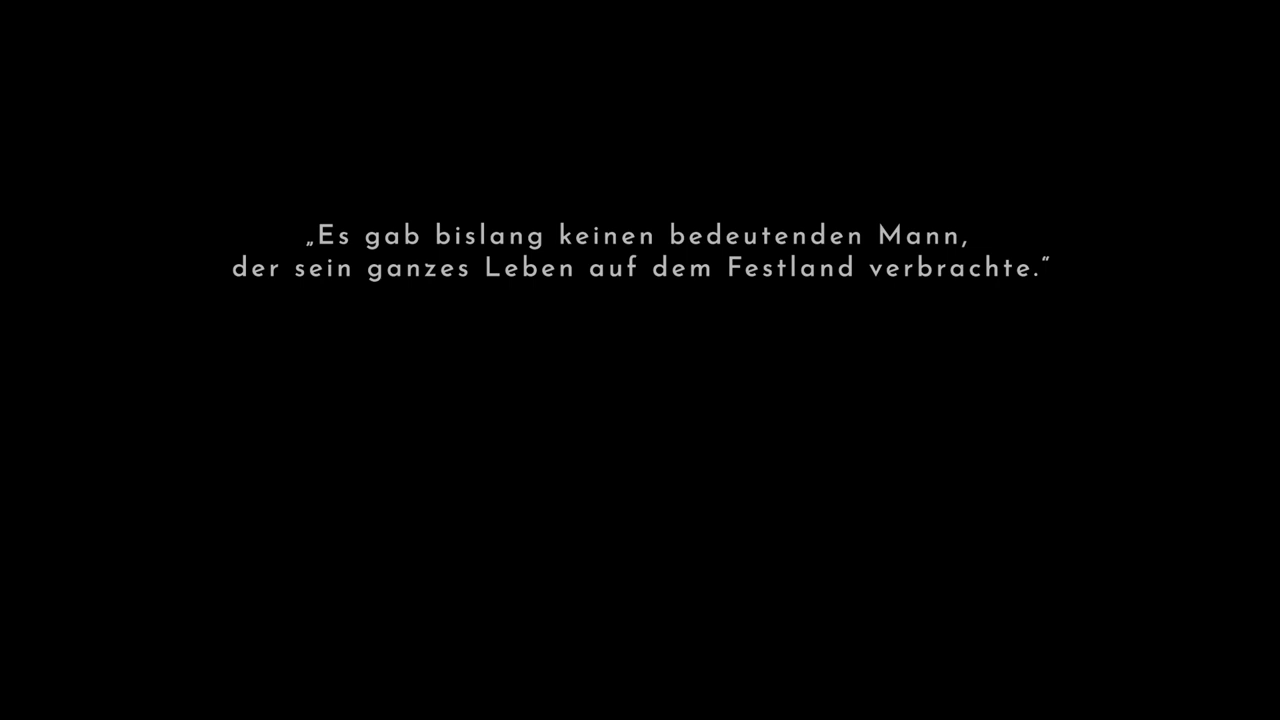 „Es gab bislang keinen bedeutenden Mann,
der sein ganzes Leben auf dem Festland verbrachte.“